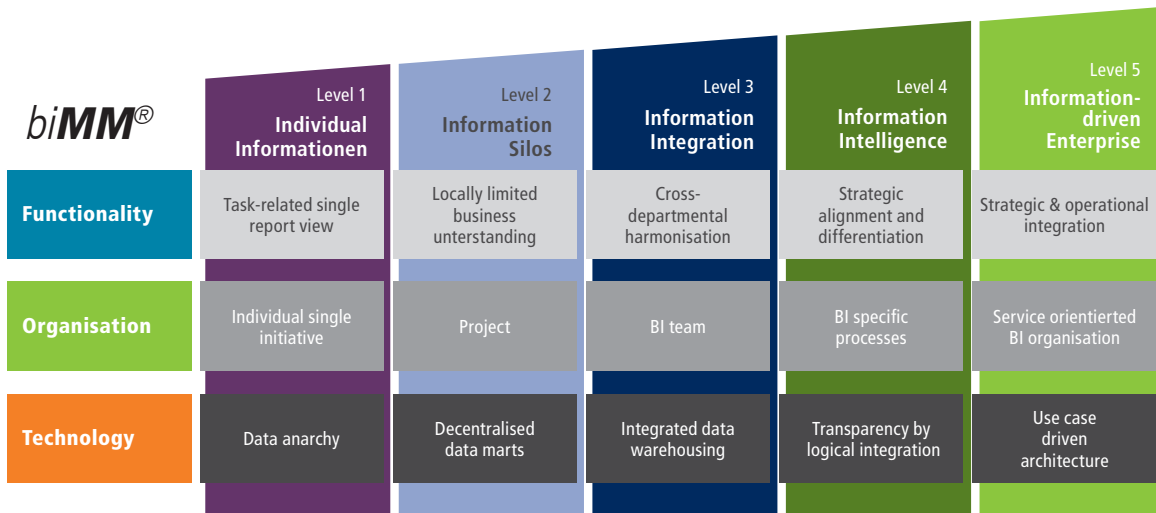 biMM®
Level 1
Individual
Informationen
Level 2
Information
Silos
Level 3
Information
Integration
Level 4
Information
Intelligence
Level 5
Information-
driven
Enterprise
Functionality
Task-related single
report view
Locally limited
business
unterstanding
Cross-
departmental
harmonisation
Strategic
alignment and
differentiation
Strategic & operational
integration
Organisation
Individual single
initiative
Project
BI team
BI specific
processes
Service orientierted
BI organisation
Technology
Data anarchy
Decentralised
data marts
Integrated data
warehousing
Transparency by
logical integration
Use case
driven
architecture